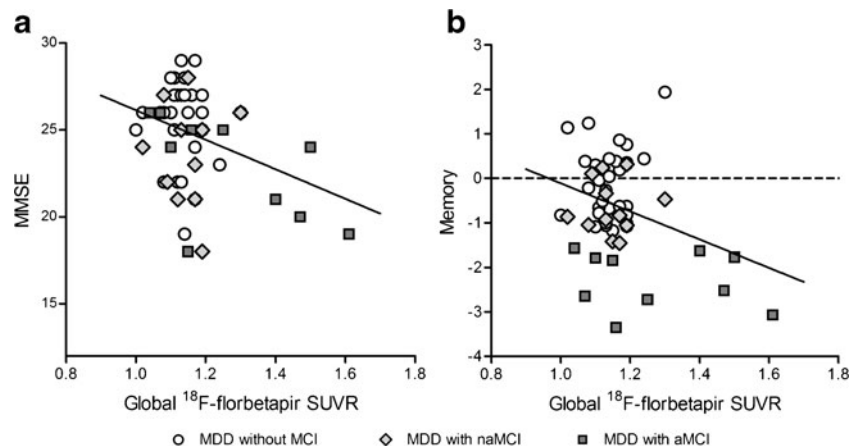 a
30
25
20
15
MMSE
0.8 1.0 1.2 1.4 1.6 1.8
Global ¹⁸F-florbetapir SUVR
b
3
2
1
0
-1
-2
-3
-4
Memory
0.8 1.0 1.2 1.4 1.6 1.8
Global ¹⁸F-florbetapir SUVR
MDD without MCI MDD with naMCI MDD with aMCI